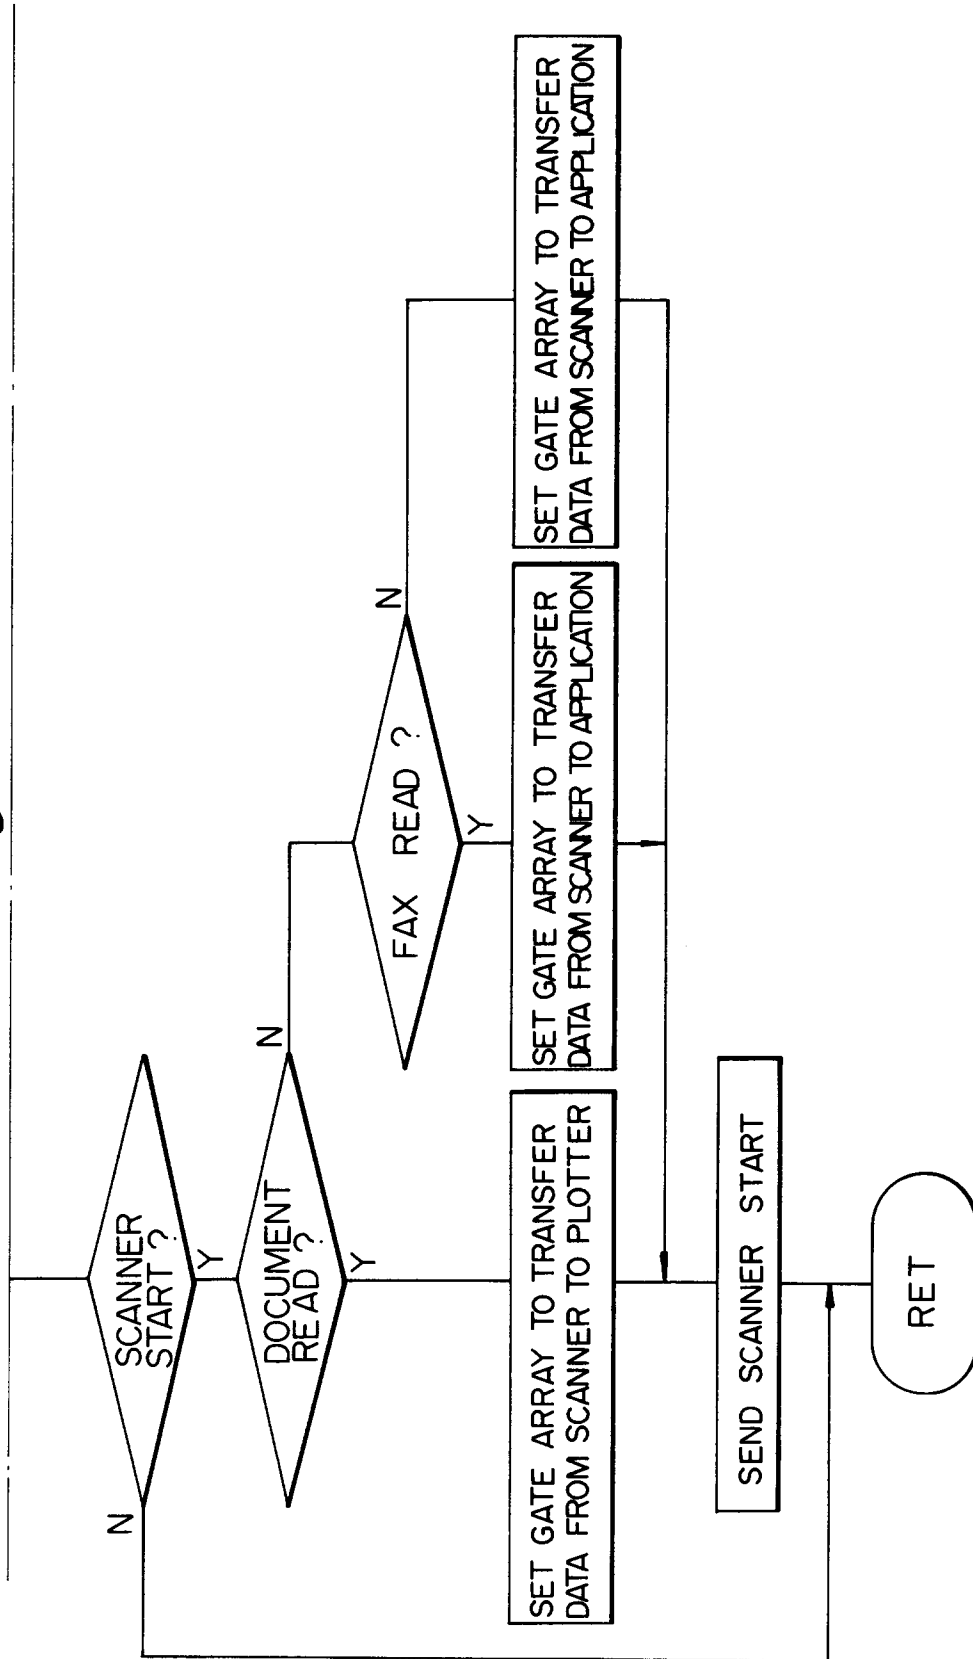 SCANNER
START ?
N
Y
DOCUMENT
READ ?
N
Y
FAX READ ?
N
Y
SET GATE ARRAY TO TRANSFER
DATA FROM SCANNER TO PLOTTER
SET GATE ARRAY TO TRANSFER
DATA FROM SCANNER TO APPLICATION
SET GATE ARRAY TO TRANSFER
DATA FROM SCANNER TO APPLICATION
SEND SCANNER START
RET